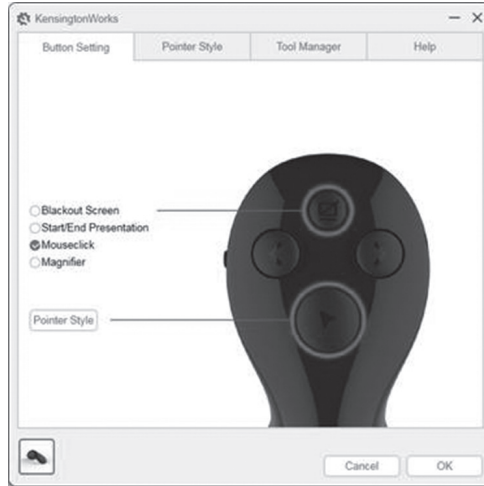 KensingtonWorks
Button Setting
Pointer Style
Tool Manager
Help
Blackout Screen
Start/End Presentation
Mouseclick
Magnifier
Pointer Style
Cancel
OK